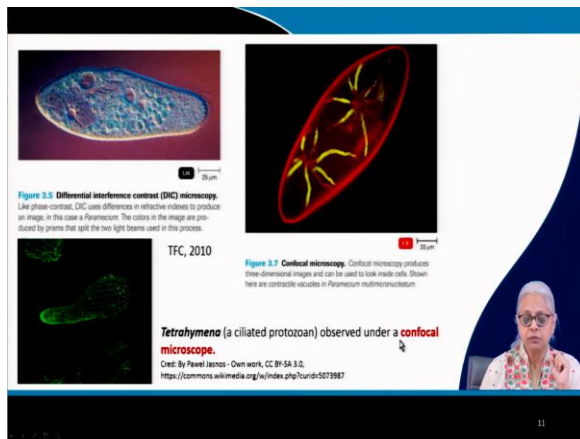 LM
25 µm
Figure 3.5 Differential interference contrast (DIC) microscopy.
Like phase-contrast, DIC uses differences in refractive indexes to produce
an image, in this case a Paramecium. The colors in the image are pro-
duced by prisms that split the two light beams used in this process.
TFC, 2010
CF
20 µm
Figure 3.7 Confocal microscopy. Confocal microscopy produces
three-dimensional images and can be used to look inside cells. Shown
here are contractile vacuoles in Paramecium multimicronucleatum.
Tetrahymena (a ciliated protozoan) observed under a confocal
microscope.
Cred: By Pawel Jasnos - Own work, CC BY-SA 3.0,
https://commons.wikimedia.org/w/index.php?curid=5073987
11